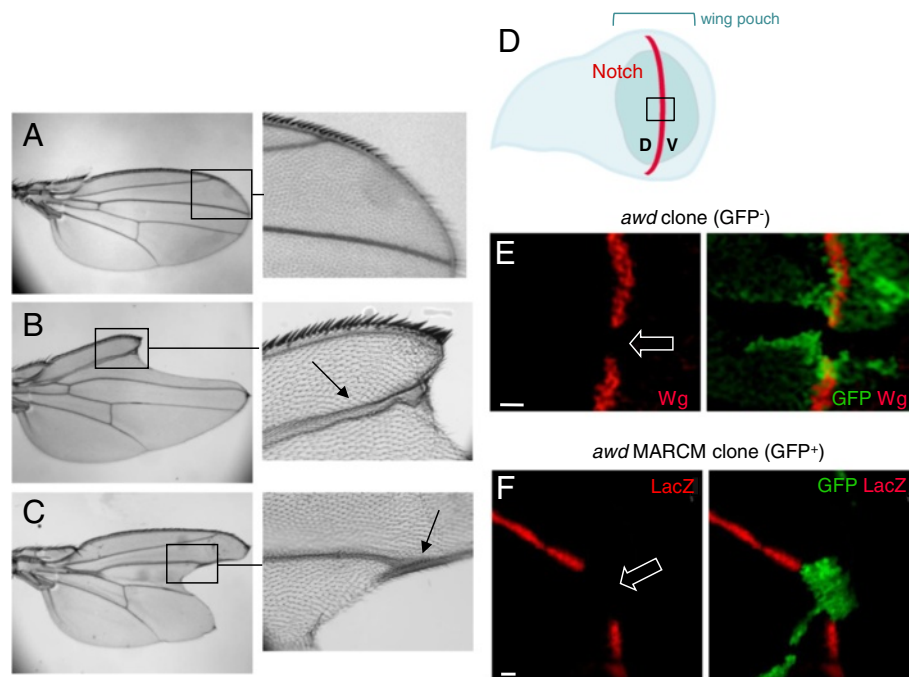 A
B
C
wing pouch
D
Notch
D V
awd clone (GFP-)
E
Wg
GFP Wg
awd MARCM clone (GFP+)
F
LacZ
GFP LacZ